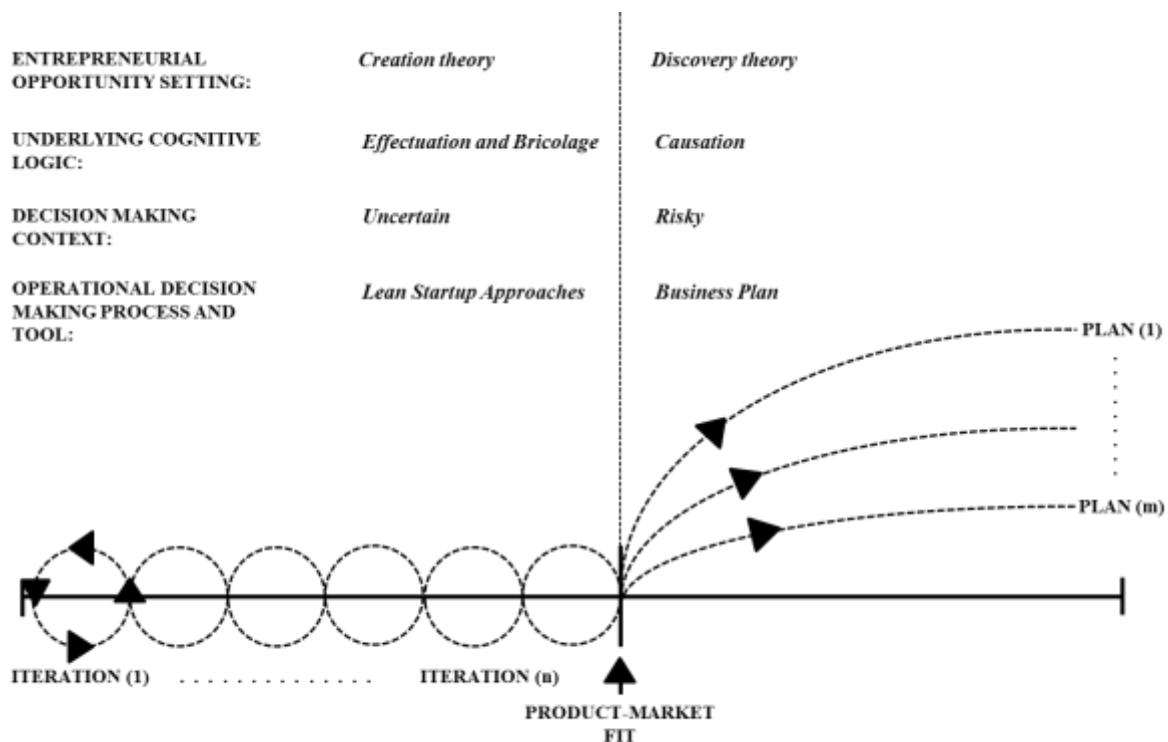 ENTREPRENEURIAL
OPPORTUNITY SETTING:
Creation theory
Discovery theory
UNDERLYING COGNITIVE
LOGIC:
Effectuation and Bricolage
Causation
DECISION MAKING
CONTEXT:
Uncertain
Risky
OPERATIONAL DECISION
MAKING PROCESS AND
TOOL:
Lean Startup Approaches
Business Plan
PLAN (1)
PLAN (m)
ITERATION (1) . . . . . . . . . . . . . . ITERATION (n)
PRODUCT-MARKET
FIT